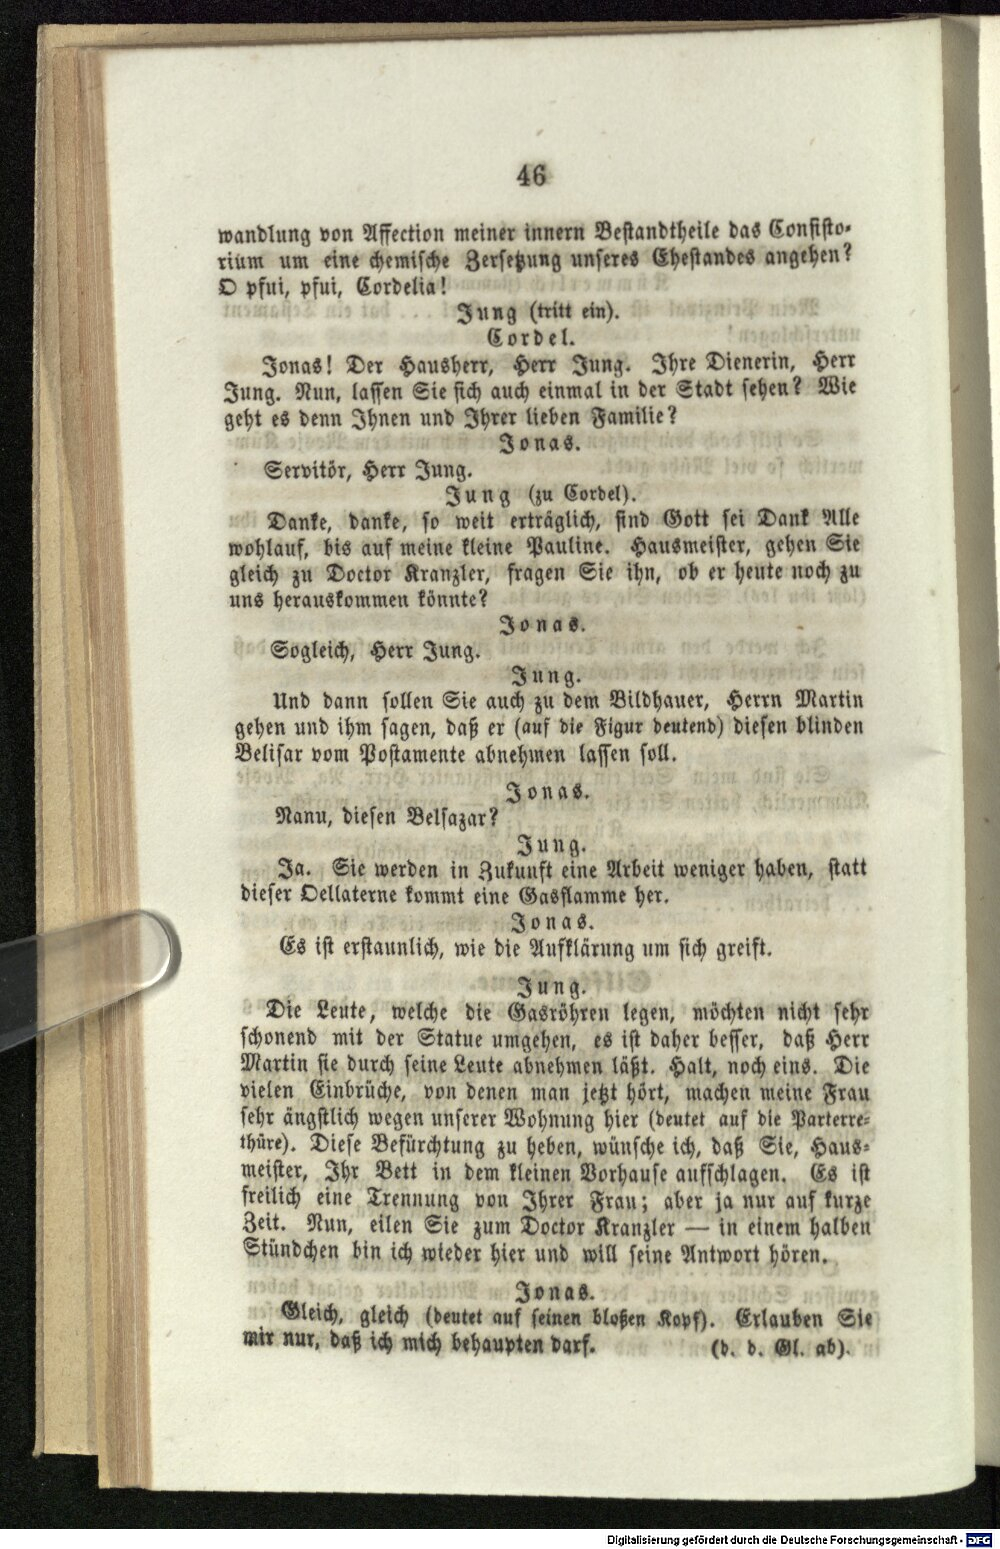 46
wandlung von Affection meiner innern Bestandtheile das Consisto-
rium um eine chemische Zersetzung unseres Ehestandes angehen?
O pfui, pfui, Cordelia!
Jung (tritt ein).
Cordel.
Jonas! Der Hausherr, Herr Jung. Ihre Dienerin, Herr
Jung. Nun, lassen Sie sich auch einmal in der Stadt sehen? Wie
geht es denn Ihnen und Ihrer lieben Familie?
Jonas.
Servitör, Herr Jung.
Jung (zu Cordel).
Danke, danke, so weit erträglich, sind Gott sei Dank Alle
wohlauf, bis auf meine kleine Pauline. Hausmeister, gehen Sie
gleich zu Doctor Kranzler, fragen Sie ihn, ob er heute noch zu
uns herauskommen könnte?
Jonas.
Sogleich, Herr Jung.
Jung.
Und dann sollen Sie auch zu dem Bildhauer, Herrn Martin
gehen und ihm sagen, daß er (auf die Figur deutend) diesen blinden
Belisar vom Postamente abnehmen lassen soll.
Jonas.
Nanu, diesen Belsazar?
Jung.
Ja. Sie werden in Zukunft eine Arbeit weniger haben, statt
dieser Oellaterne kommt eine Gasflamme her.
Jonas.
Es ist erstaunlich, wie die Aufklärung um sich greift.
Jung.
Die Leute, welche die Gasröhren legen, möchten nicht sehr
schonend mit der Statue umgehen, es ist daher besser, daß Herr
Martin sie durch seine Leute abnehmen läßt. Halt, noch eins. Die
vielen Einbrüche, von denen man jetzt hört, machen meine Frau
sehr ängstlich wegen unserer Wohnung hier (deutet auf die Parterre-
thüre). Diese Befürchtung zu heben, wünsche ich, daß Sie, Haus-
meister, Ihr Bett in dem kleinen Vorhause aufschlagen. Es ist
freilich eine Trennung von Ihrer Frau; aber ja nur auf kurze
Zeit. Nun, eilen Sie zum Doctor Kranzler — in einem halben
Stündchen bin ich wieder hier und will seine Antwort hören.
Jonas.
Gleich, gleich (deutet auf seinen bloßen Kopf). Erlauben Sie
mir nur, daß ich mich behaupten darf. (d. d. Gl. ab).
Digitalisierung gefördert durch die Deutsche Forschungsgemeinschaft - DFG